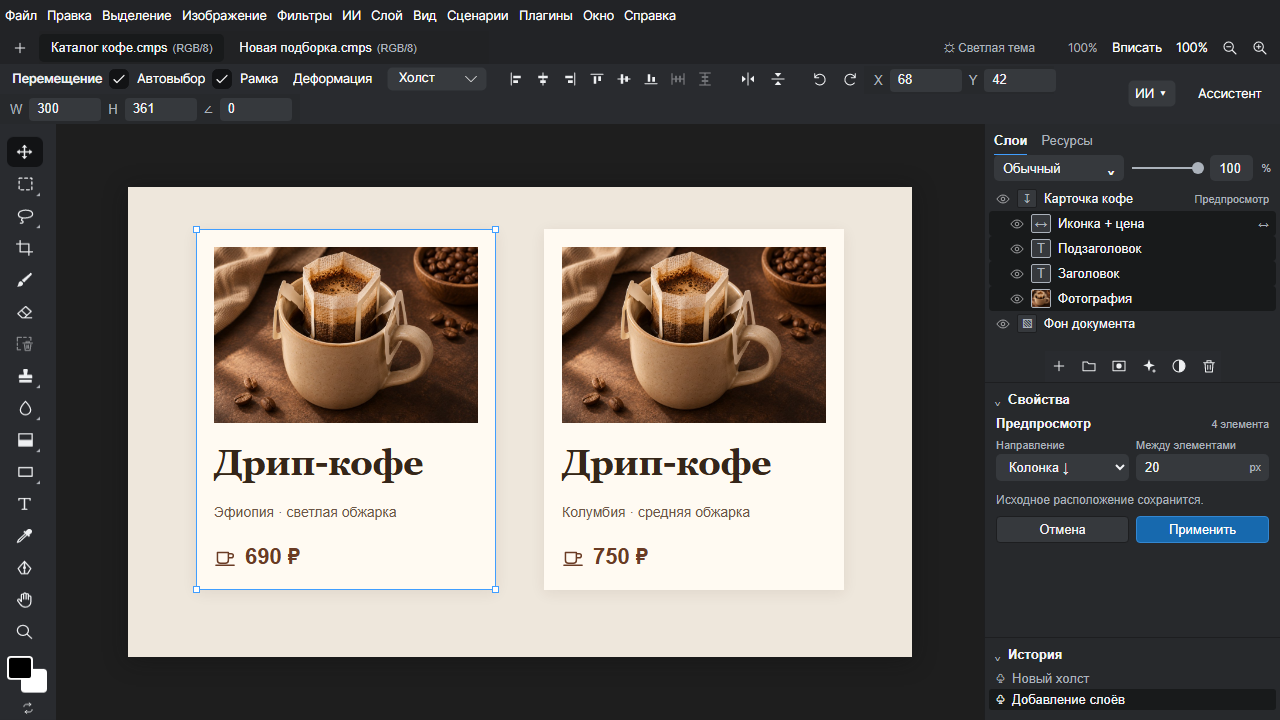 Файл Правка Выделение Изображение Фильтры ИИ Слой Вид Сценарии Плагины Окно Справка
Каталог кофе.cmps (RGB/8) Новая подборка.cmps (RGB/8) Светлая тема 100% Вписать 100%
Перемещение Автовыбор Рамка Деформация Холст X 68 Y 42
ИИ Ассистент
W 300 H 361 0
Слои Ресурсы
Обычный 100 %
Карточка кофе Предпросмотр
Иконка + цена
Подзаголовок
Заголовок
Фотография
Фон документа
Свойства
Предпросмотр 4 элемента
Направление Между элементами
Колонка ↓ 20 px
Исходное расположение сохранится.
Отмена Применить
История
Новый холст
Добавление слоёв
Дрип-кофе
Эфиопия · светлая обжарка
690 ₽
Дрип-кофе
Колумбия · средняя обжарка
750 ₽